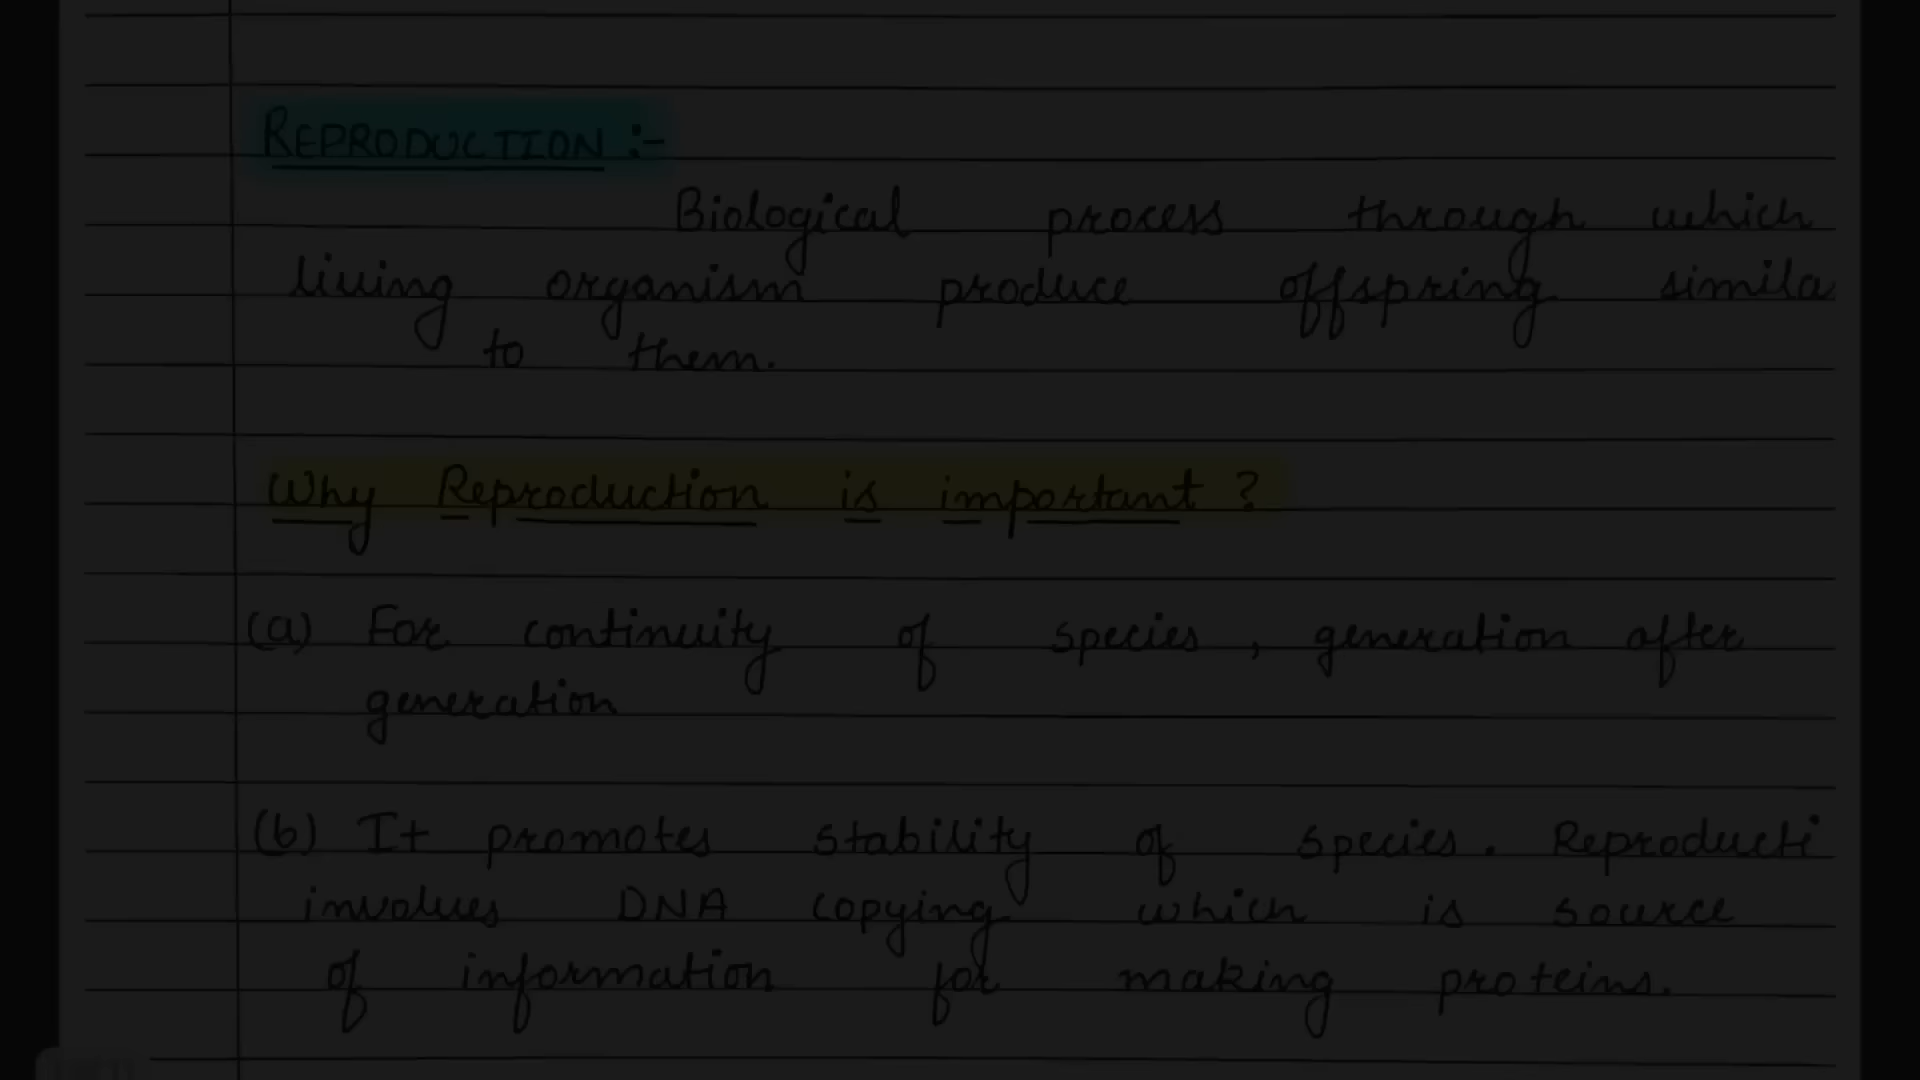 REPRODUCTION :-
Biological process through which
living organism produce offspring simila
to them.
Why Reproduction is important ?
(a) For continuity of species, generation after
generation
(b) It promotes stability of species. Reproducti
involves DNA copying which is source
of information for making proteins.